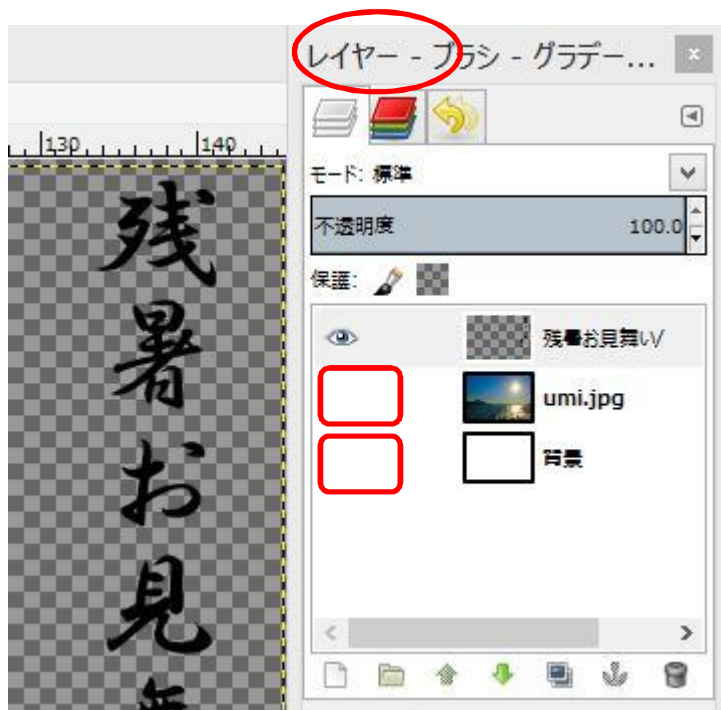 レイヤー - ブラシ - グラデー...
130 140
モード: 標準
不透明度 100.0
保護:
残暑お見舞い\/
umi.jpg
背景
残暑お見舞